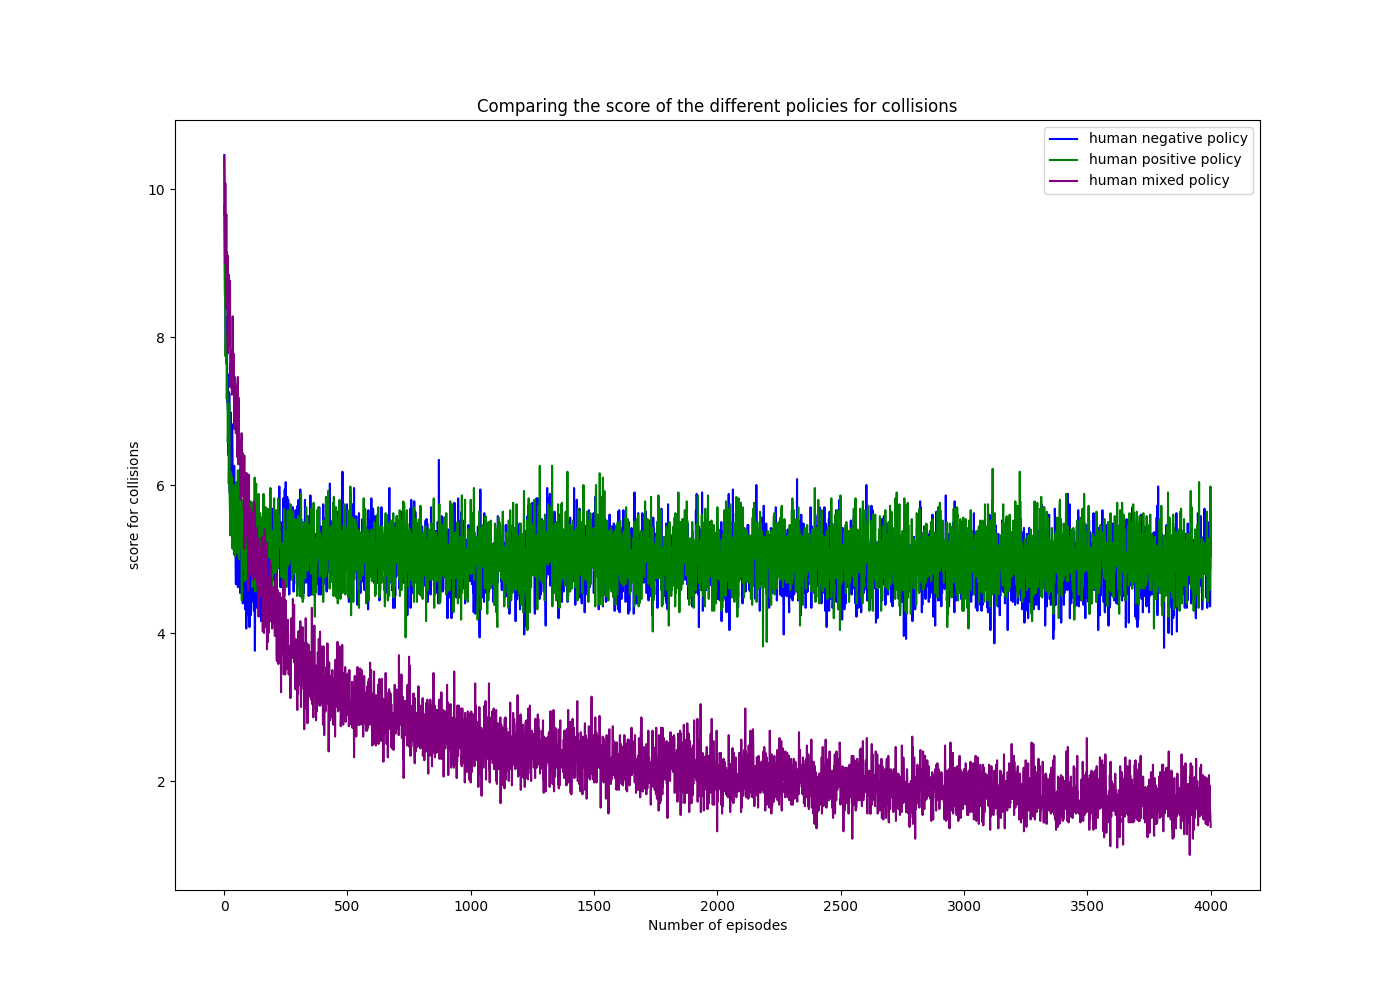 Comparing the score of the different policies for collisions
human negative policy
human positive policy
human mixed policy
score for collisions
10
8
6
4
2
0
500
1000
1500
2000
2500
3000
3500
4000
Number of episodes